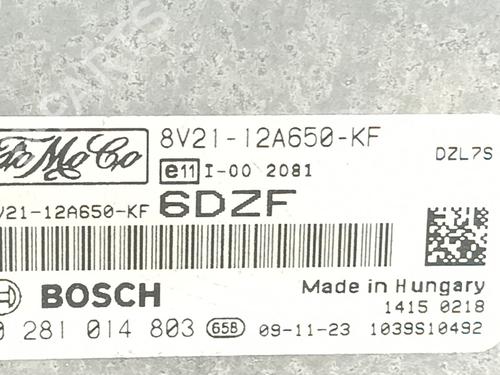 FoMoCo
8V21-12A650-KF
DZL7S
e11 I-00 2081
V21-12A650-KF 6DZF
BOSCH
Made in Hungary
1415 0218
0 281 014 803 658 09-11-23 1039S10492